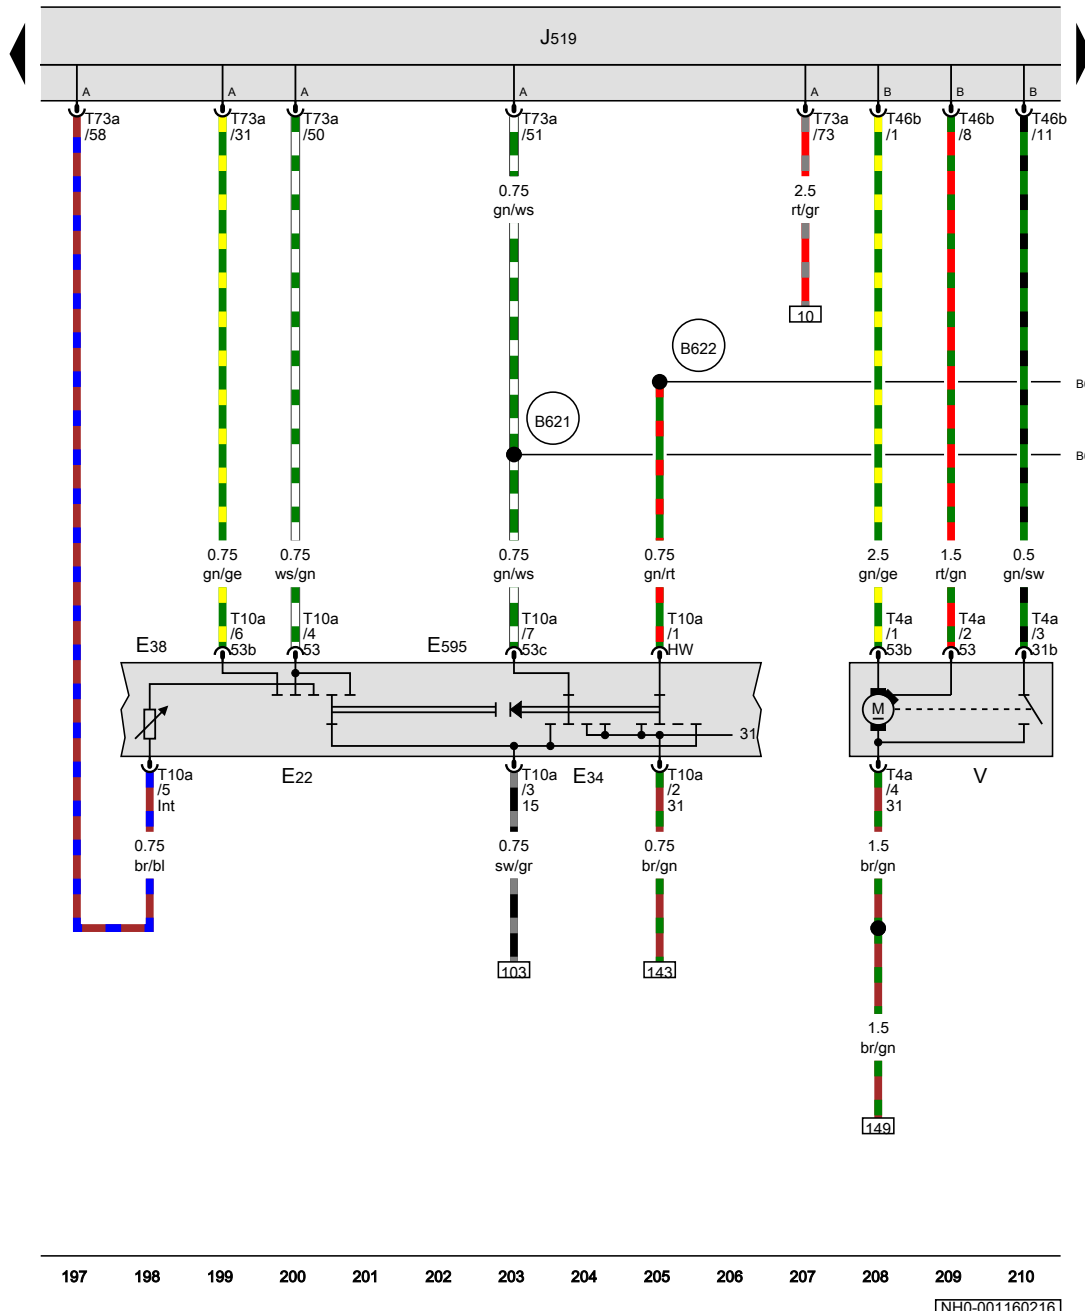 J519
A A A A A B B B
T73a /58
T73a /31
T73a /50
T73a /51
T73a /73
T46b /1
T46b /8
T46b /11
0.75 gn/ws
2.5 rt/gr
10
B622
B621
0.75 gn/ge
0.75 ws/gn
0.75 gn/ws
0.75 gn/rt
2.5 gn/ge
1.5 rt/gn
0.5 gn/sw
T10a /6 53b
T10a /4 53
T10a /7 53c
T10a /1 HW
T4a /1 53b
T4a /2 53
T4a /3 31b
E38
E595
M
31
E22
E34
V
T10a /5 Int
T10a /3 15
T10a /2 31
T4a /4 31
0.75 br/bl
0.75 sw/gr
0.75 br/gn
1.5 br/gn
103
143
1.5 br/gn
149
197 198 199 200 201 202 203 204 205 206 207 208 209 210
NH0-001160216